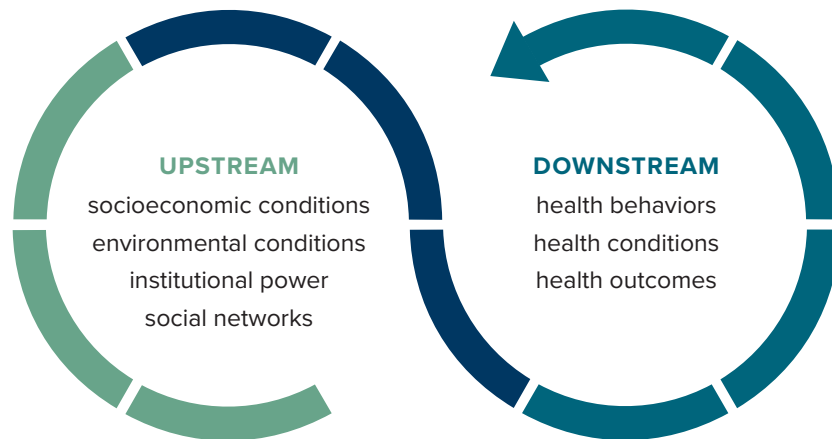 UPSTREAM
socioeconomic conditions
environmental conditions
institutional power
social networks
DOWNSTREAM
health behaviors
health conditions
health outcomes